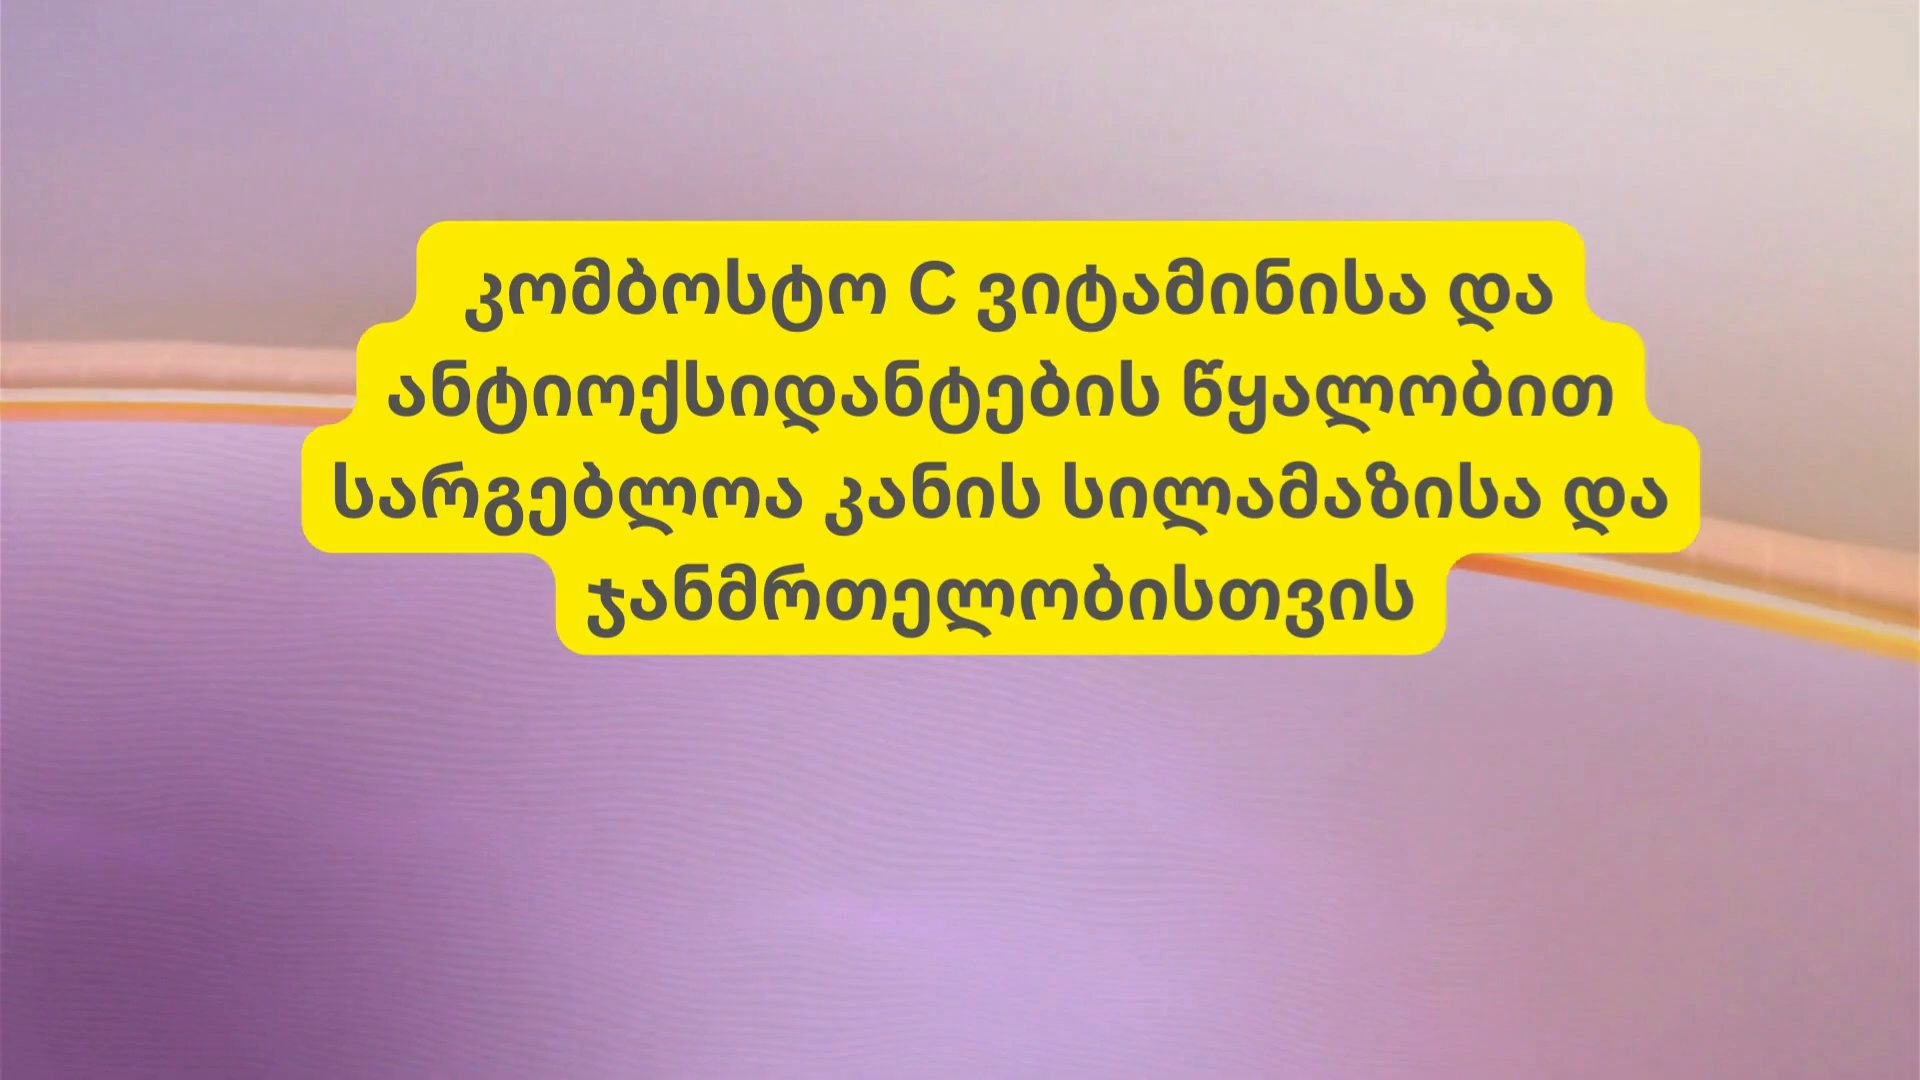 კომბოსტო C ვიტამინისა და
ანტიოქსიდანტების წყალობით
სარგებლოა კანის სილამაზისა და
ჯანმრთელობისთვის